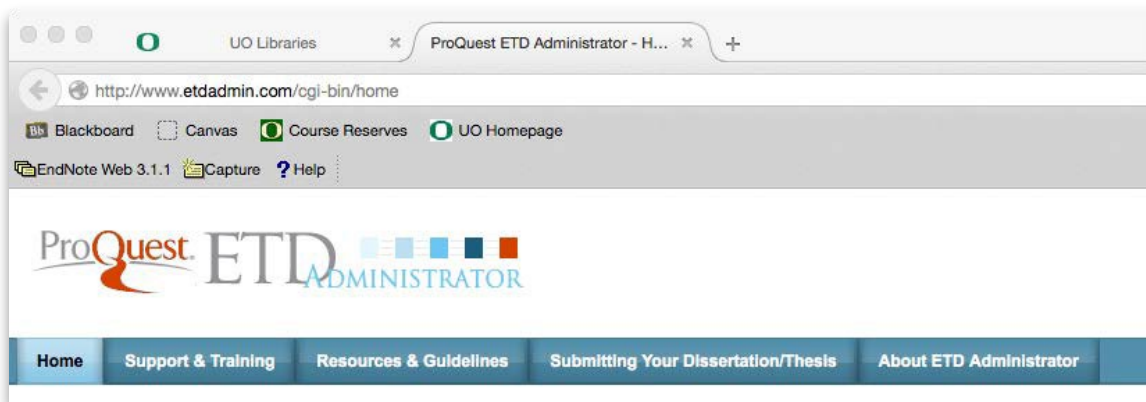 UO Libraries ProQuest ETD Administrator - H...
http://www.etdadmin.com/cgi-bin/home
Bb Blackboard Canvas Course Reserves UO Homepage
EndNote Web 3.1.1 Capture ? Help
ProQuest. ETD ADMINISTRATOR
Home Support & Training Resources & Guidelines Submitting Your Dissertation/Thesis About ETD Administrator